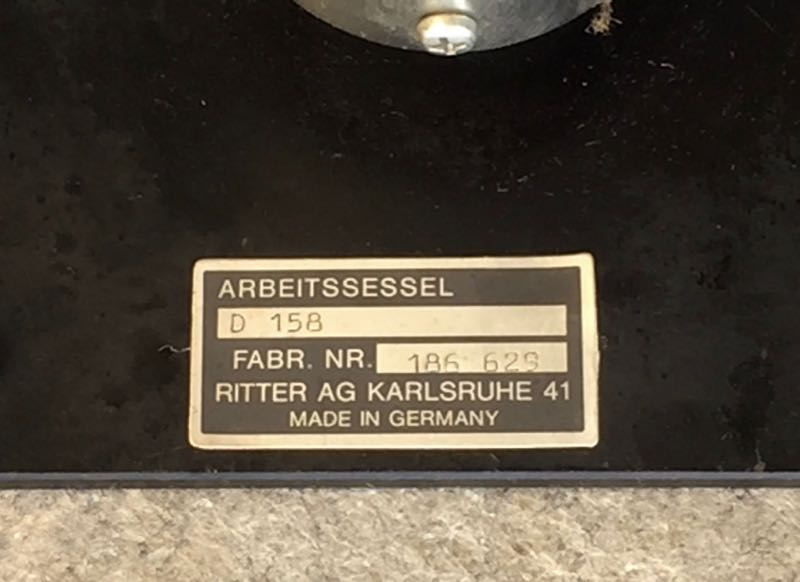 ARBEITSSESSEL
D 158
FABR. NR. 186 629
RITTER AG KARLSRUHE 41
MADE IN GERMANY